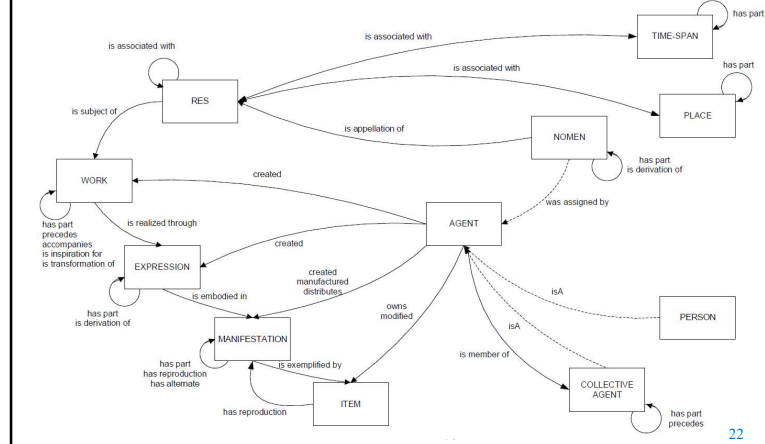 has part
TIME-SPAN
is associated with
is associated with
has part
is associated with
RES
PLACE
is subject of
is appellation of
NOMEN
WORK
has part
is derivation of
created
was assigned by
has part
precedes
accompanies
is inspiration for
is transformation of
is realized through
AGENT
created
EXPRESSION
has part
is derivation of
is embodied in
created
manufactured
distributes
owns
modified
isA
PERSON
isA
MANIFESTATION
has part
has reproduction
has alternate
is exemplified by
is member of
has reproduction
ITEM
COLLECTIVE
AGENT
has part
precedes
22